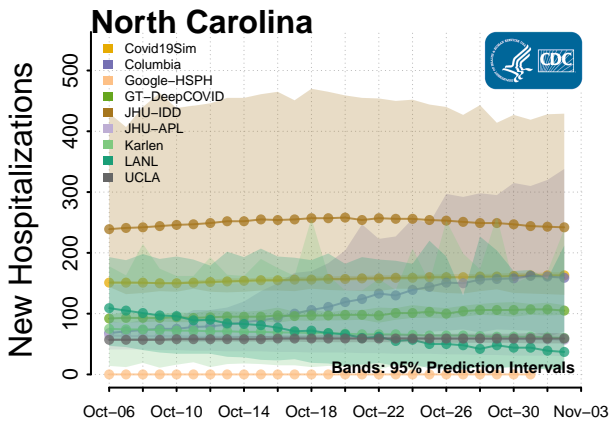 North Carolina
Covid19Sim
Columbia
Google–HSPH
GT–DeepCOVID
JHU–IDD
JHU–APL
Karlen
LANL
UCLA
CDC
New Hospitalizations
500
400
300
200
100
0
Bands: 95% Prediction Intervals
Oct–06 Oct–10 Oct–14 Oct–18 Oct–22 Oct–26 Oct–30 Nov–03